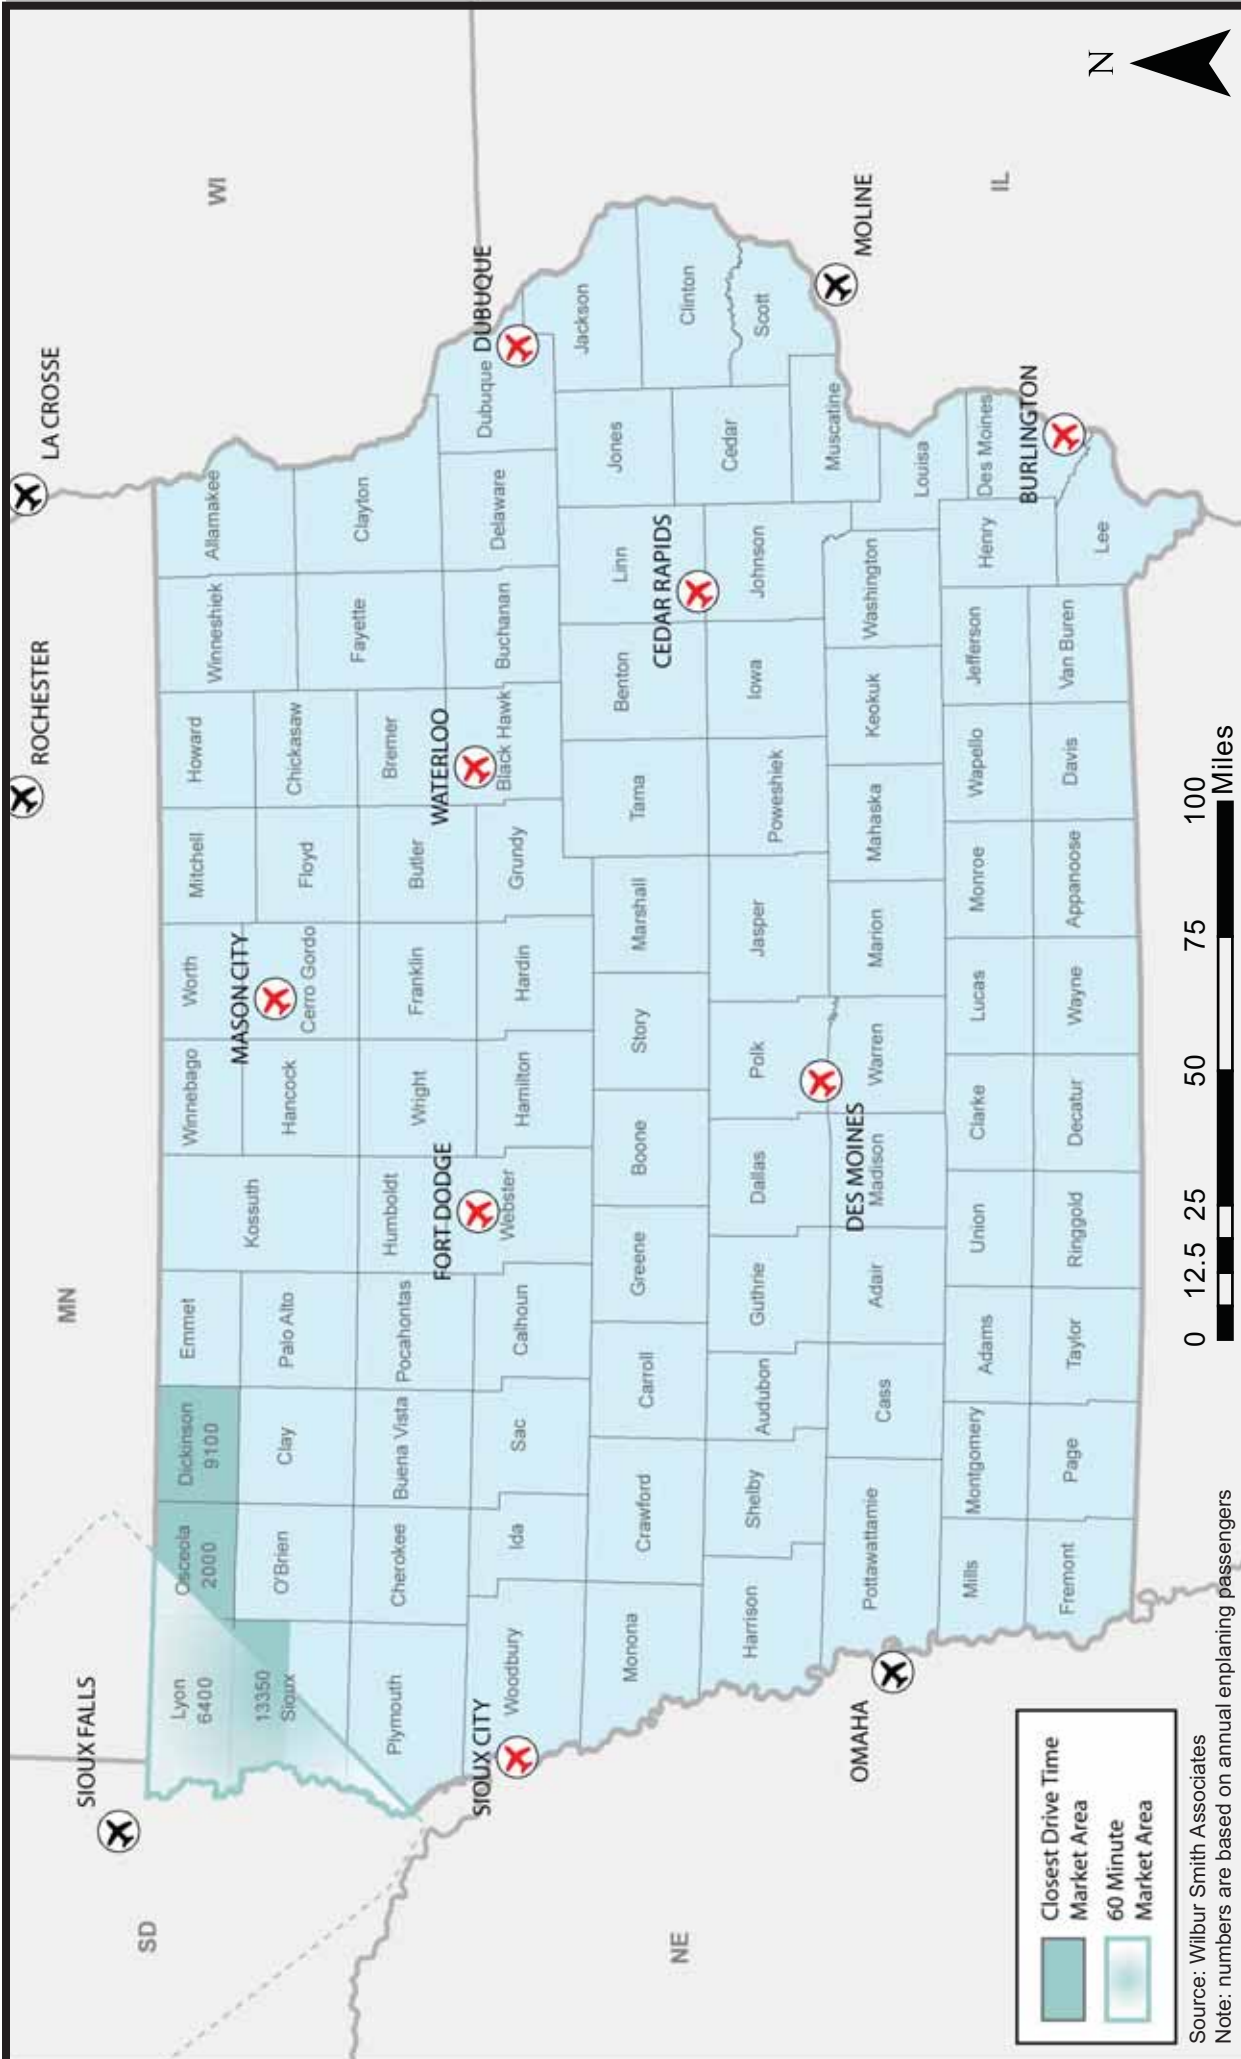 MN
WI
SD
NE
IL
N
SIOUX FALLS
ROCHESTER
LA CROSSE
Lyon
6400
Osceola
2000
Dickinson
9100
Emmet
Kossuth
Winnebago
Worth
Mitchell
Howard
Winneshiek
Allamakee
13350
Sioux
O'Brien
Clay
Palo Alto
Hancock
MASON CITY
Cerro Gordo
Floyd
Chickasaw
Fayette
Clayton
Plymouth
Cherokee
Buena Vista
Pocahontas
Humboldt
Wright
Franklin
Butler
Bremer
FORT DODGE
WATERLOO
SIOUX CITY
Woodbury
Ida
Sac
Calhoun
Webster
Hamilton
Hardin
Grundy
Black Hawk
Buchanan
Delaware
Dubuque
DUBUQUE
Monona
Crawford
Carroll
Greene
Boone
Story
Marshall
Tama
Benton
Linn
Jones
Jackson
CEDAR RAPIDS
Clinton
Harrison
Shelby
Audubon
Guthrie
Dallas
Polk
Jasper
Poweshiek
Iowa
Johnson
Cedar
Scott
MOLINE
Muscatine
OMAHA
Pottawattamie
Cass
Adair
Madison
DES MOINES
Warren
Marion
Mahaska
Keokuk
Washington
Louisa
Mills
Montgomery
Adams
Union
Clarke
Lucas
Monroe
Wapello
Jefferson
Henry
Des Moines
BURLINGTON
Fremont
Page
Taylor
Ringgold
Decatur
Wayne
Appanoose
Davis
Van Buren
Lee
Closest Drive Time
Market Area
60 Minute
Market Area
0 12.5 25 50 75 100
Miles
Source: Wilbur Smith Associates
Note: numbers are based on annual enplaning passengers